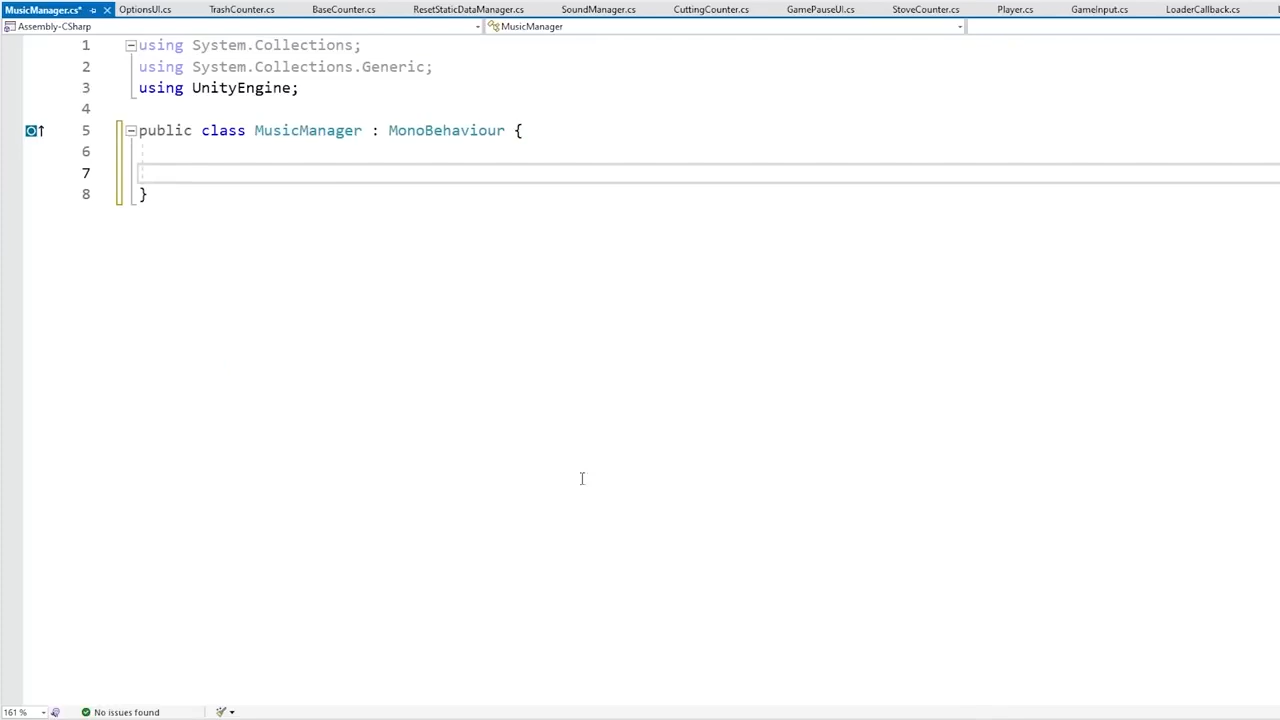 MusicManager.cs* OptionsUI.cs TrashCounter.cs BaseCounter.cs ResetStaticDataManager.cs SoundManager.cs CuttingCounter.cs GamePauseUI.cs StoveCounter.cs Player.cs GameInput.cs LoaderCallback.cs
Assembly-CSharp MusicManager
1 using System.Collections;
2 using System.Collections.Generic;
3 using UnityEngine;
4
5 public class MusicManager : MonoBehaviour {
6
7
8 }
161 % No issues found